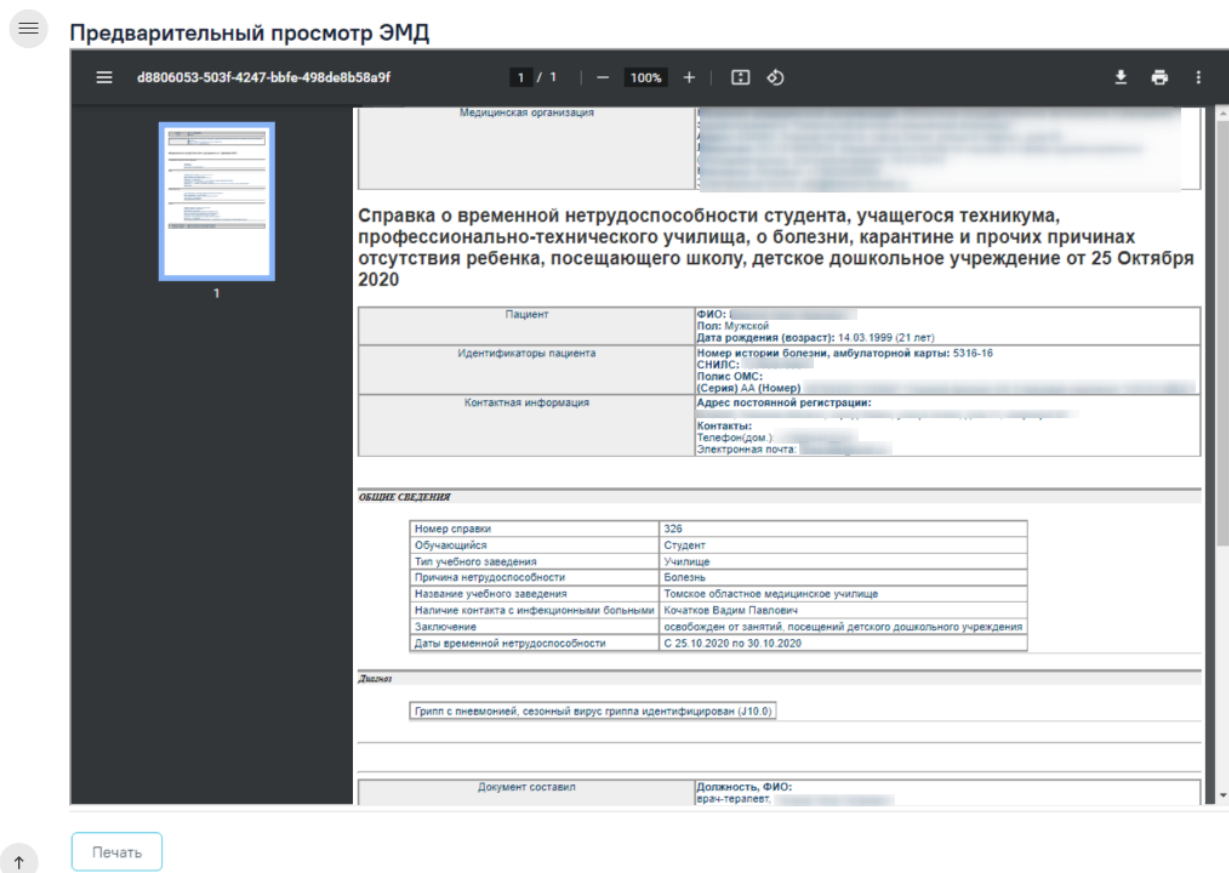 Предварительный просмотр ЭМД
d8806053-503f-4247-bbfe-498de8b58a9f
1 / 1
100%
1
Медицинская организация
Справка о временной нетрудоспособности студента, учащегося техникума,
профессионально-технического училища, о болезни, карантине и прочих причинах
отсутствия ребенка, посещающего школу, детское дошкольное учреждение от 25 Октября
2020
Пациент
ФИО:
Пол: Мужской
Дата рождения (возраст): 14.03.1999 (21 лет)
Идентификаторы пациента
Номер истории болезни, амбулаторной карты: 5316-16
СНИЛС:
Полис ОМС:
(Серия) АА (Номер)
Контактная информация
Адрес постоянной регистрации:
Контакты:
Телефон(дом.):
Электронная почта:
ОБЩИЕ СВЕДЕНИЯ
Номер справки 326
Обучающийся Студент
Тип учебного заведения Училище
Причина нетрудоспособности Болезнь
Название учебного заведения Томское областное медицинское училище
Наличие контакта с инфекционными больными Кочатков Вадим Павлович
Заключение освобожден от занятий, посещений детского дошкольного учреждения
Даты временной нетрудоспособности С 25.10.2020 по 30.10.2020
Диагноз
Грипп с пневмонией, сезонный вирус гриппа идентифицирован (J10.0)
Документ составил
Должность, ФИО:
врач-терапевт,
Печать